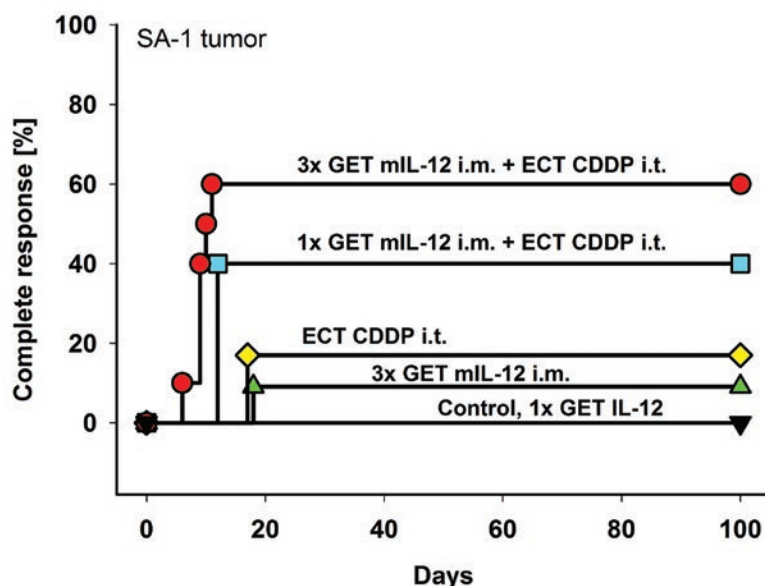 SA-1 tumor
Complete response [%]
100
80
60
40
20
0
3x GET mIL-12 i.m. + ECT CDDP i.t.
1x GET mIL-12 i.m. + ECT CDDP i.t.
ECT CDDP i.t.
3x GET mIL-12 i.m.
Control, 1x GET IL-12
0 20 40 60 80 100
Days